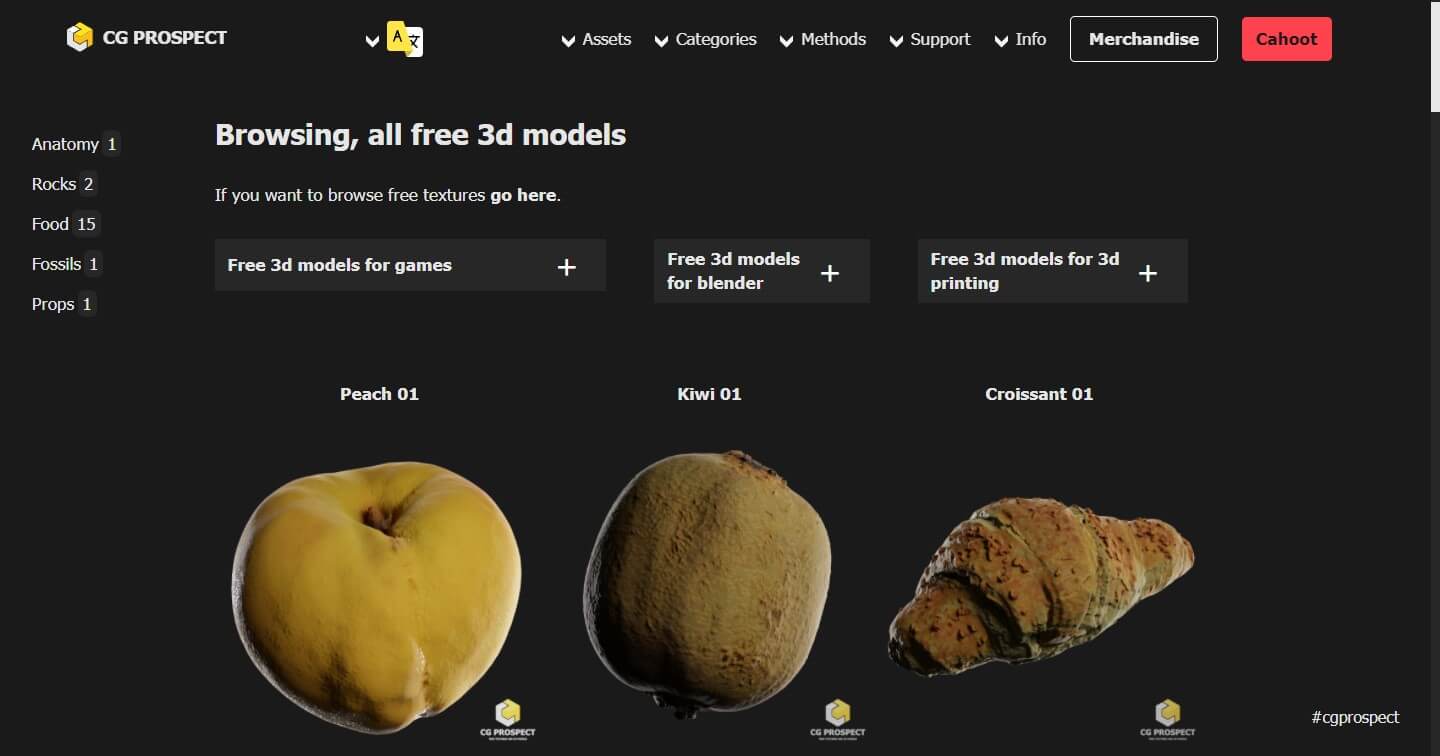 CG PROSPECT
A 文
Assets
Categories
Methods
Support
Info
Merchandise
Cahoot
Anatomy 1
Rocks 2
Food 15
Fossils 1
Props 1
Browsing, all free 3d models
If you want to browse free textures go here.
Free 3d models for games +
Free 3d models
for blender
+
Free 3d models for 3d
printing
+
Peach 01
Kiwi 01
Croissant 01
CG PROSPECT
CG PROSPECT
CG PROSPECT
#cgprospect